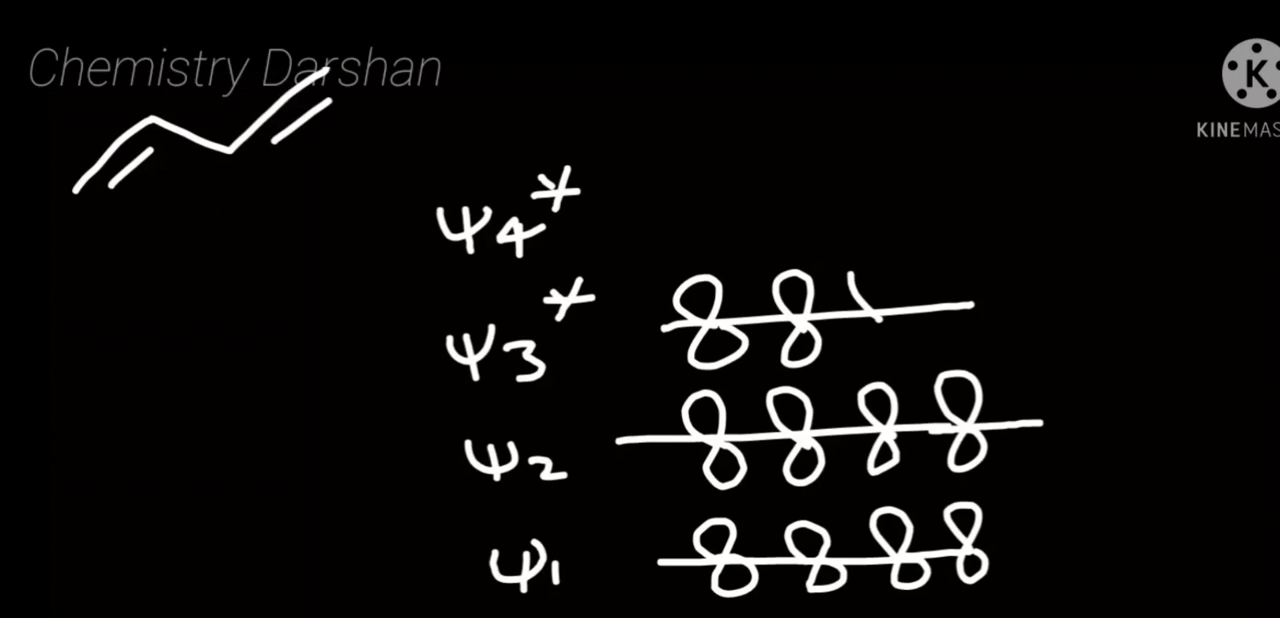 Chemistry Darshan
K
KINEMAS
ψ4*
ψ3*
ψ2
ψ1